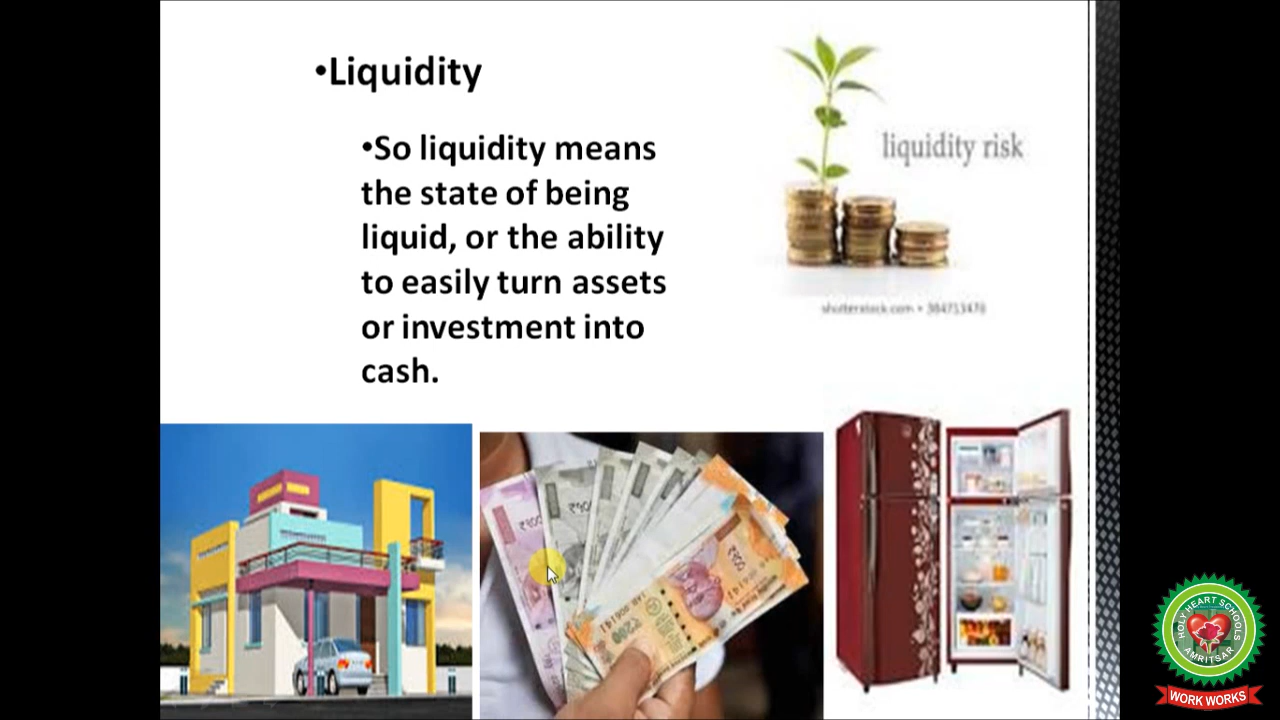 •Liquidity
•So liquidity means
the state of being
liquid, or the ability
to easily turn assets
or investment into
cash.
liquidity risk
shutterstock.com • 384713470
HOLY HEART SCHOOLS
AMRITSAR
WORK WORKS